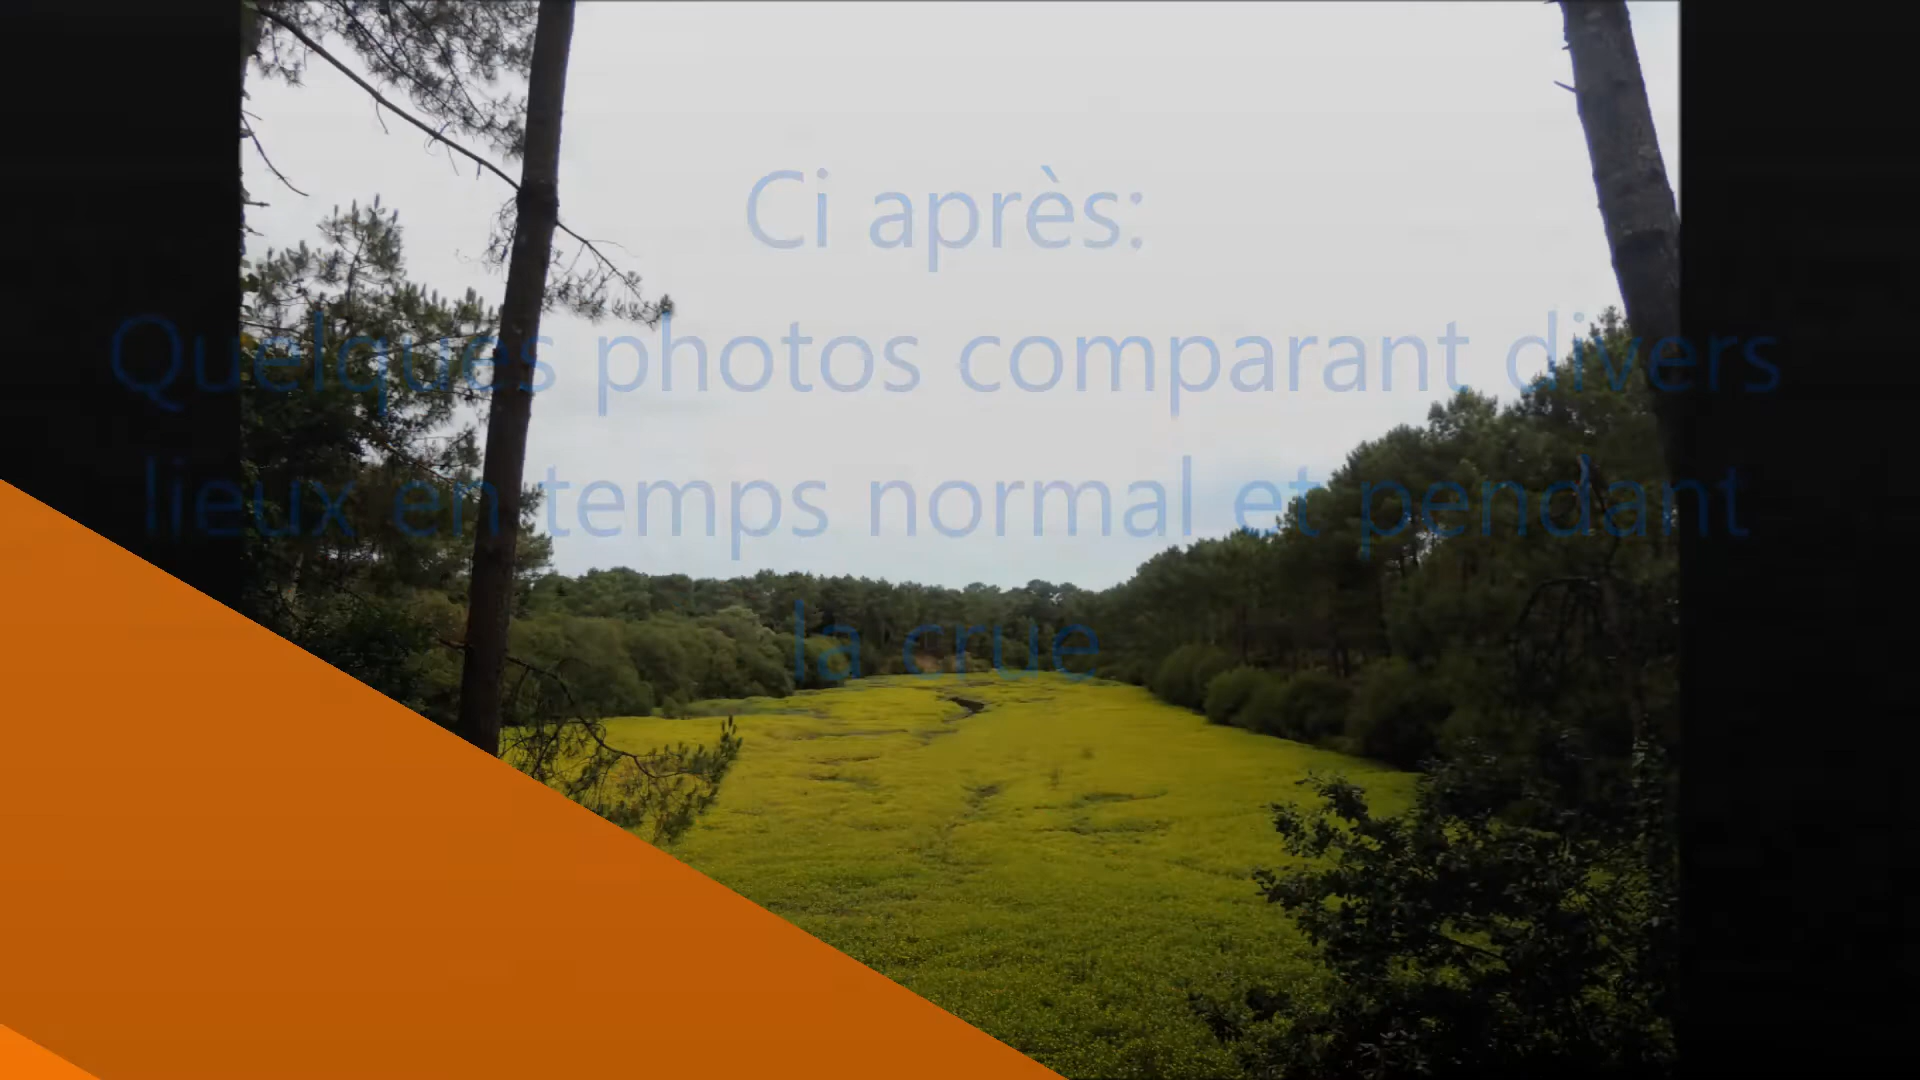 Ci après:
Quelques photos comparant divers
lieux en temps normal et pendant
la crue